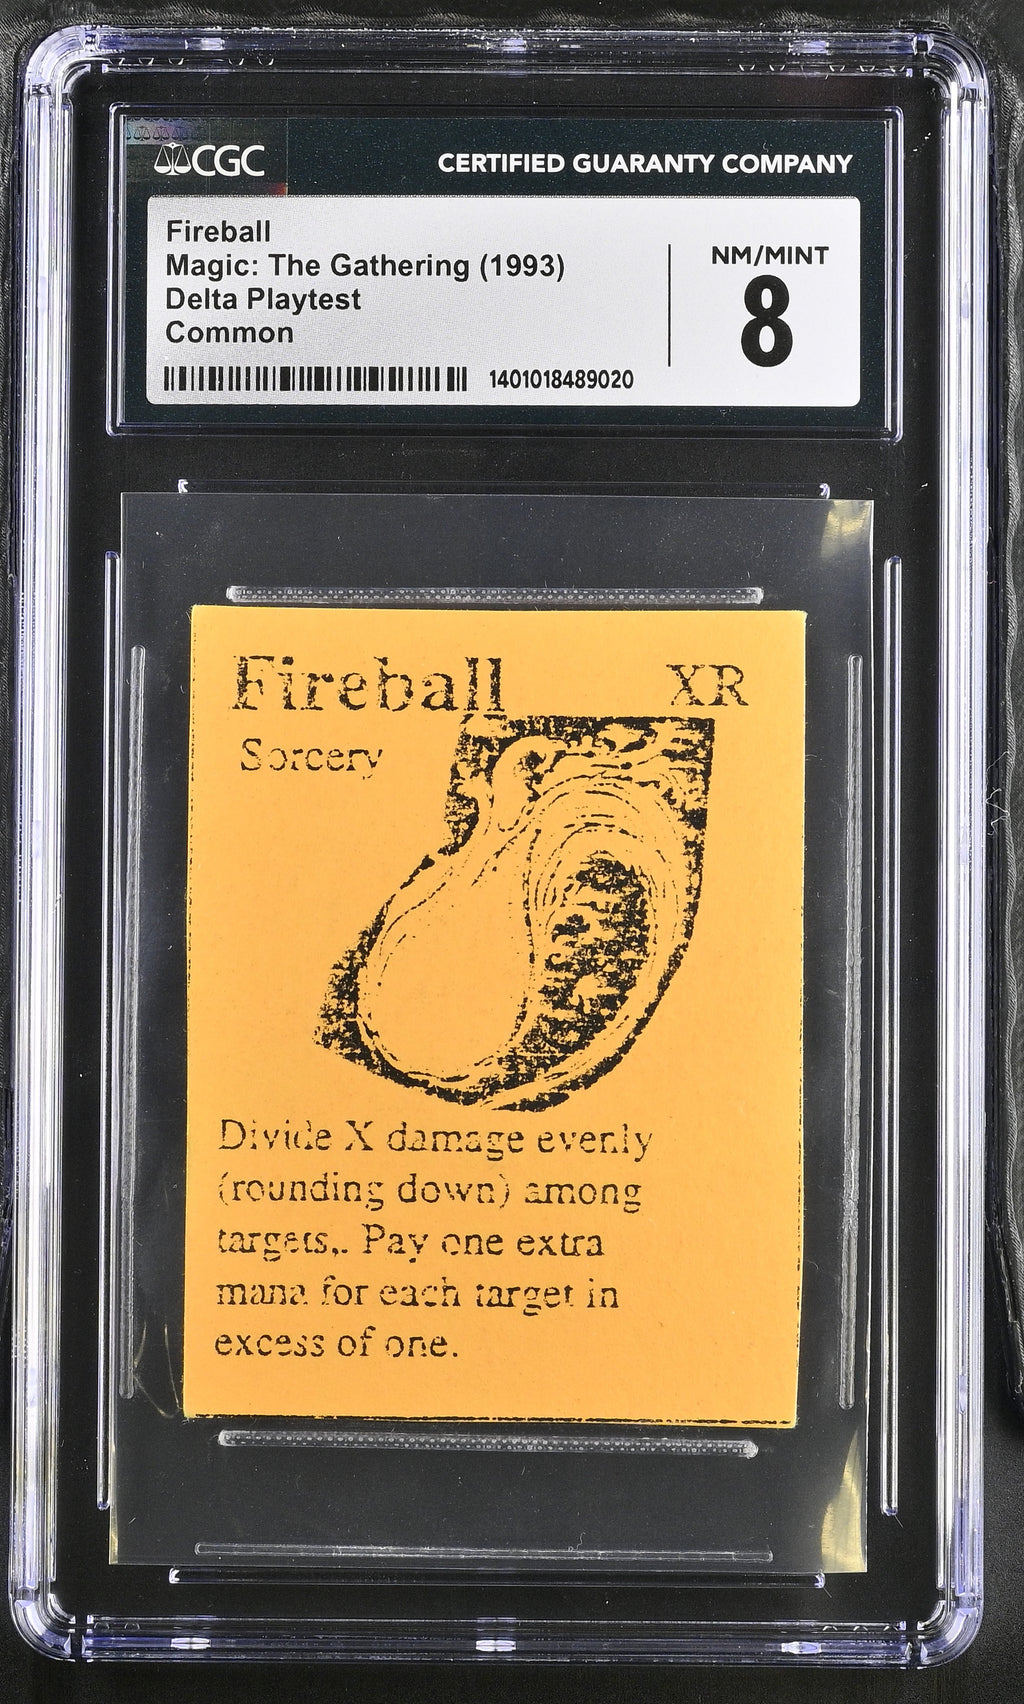 CGC
CERTIFIED GUARANTY COMPANY
Fireball
Magic: The Gathering (1993)
Delta Playtest
Common
1401018489020
NM/MINT
8
Fireball XR
Sorcery
Divide X damage evenly
(rounding down) among
targets,. Pay one extra
mana for each target in
excess of one.